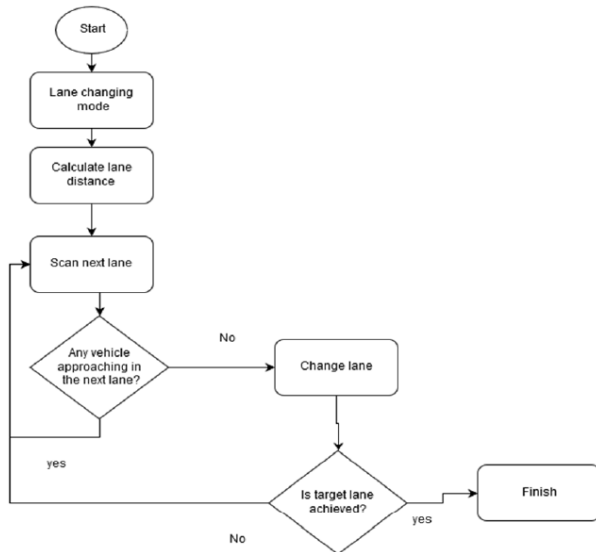 Start
Lane changing
mode
Calculate lane
distance
Scan next lane
Any vehicle
approaching in
the next lane?
No
Change lane
yes
Is target lane
achieved?
yes
Finish
No